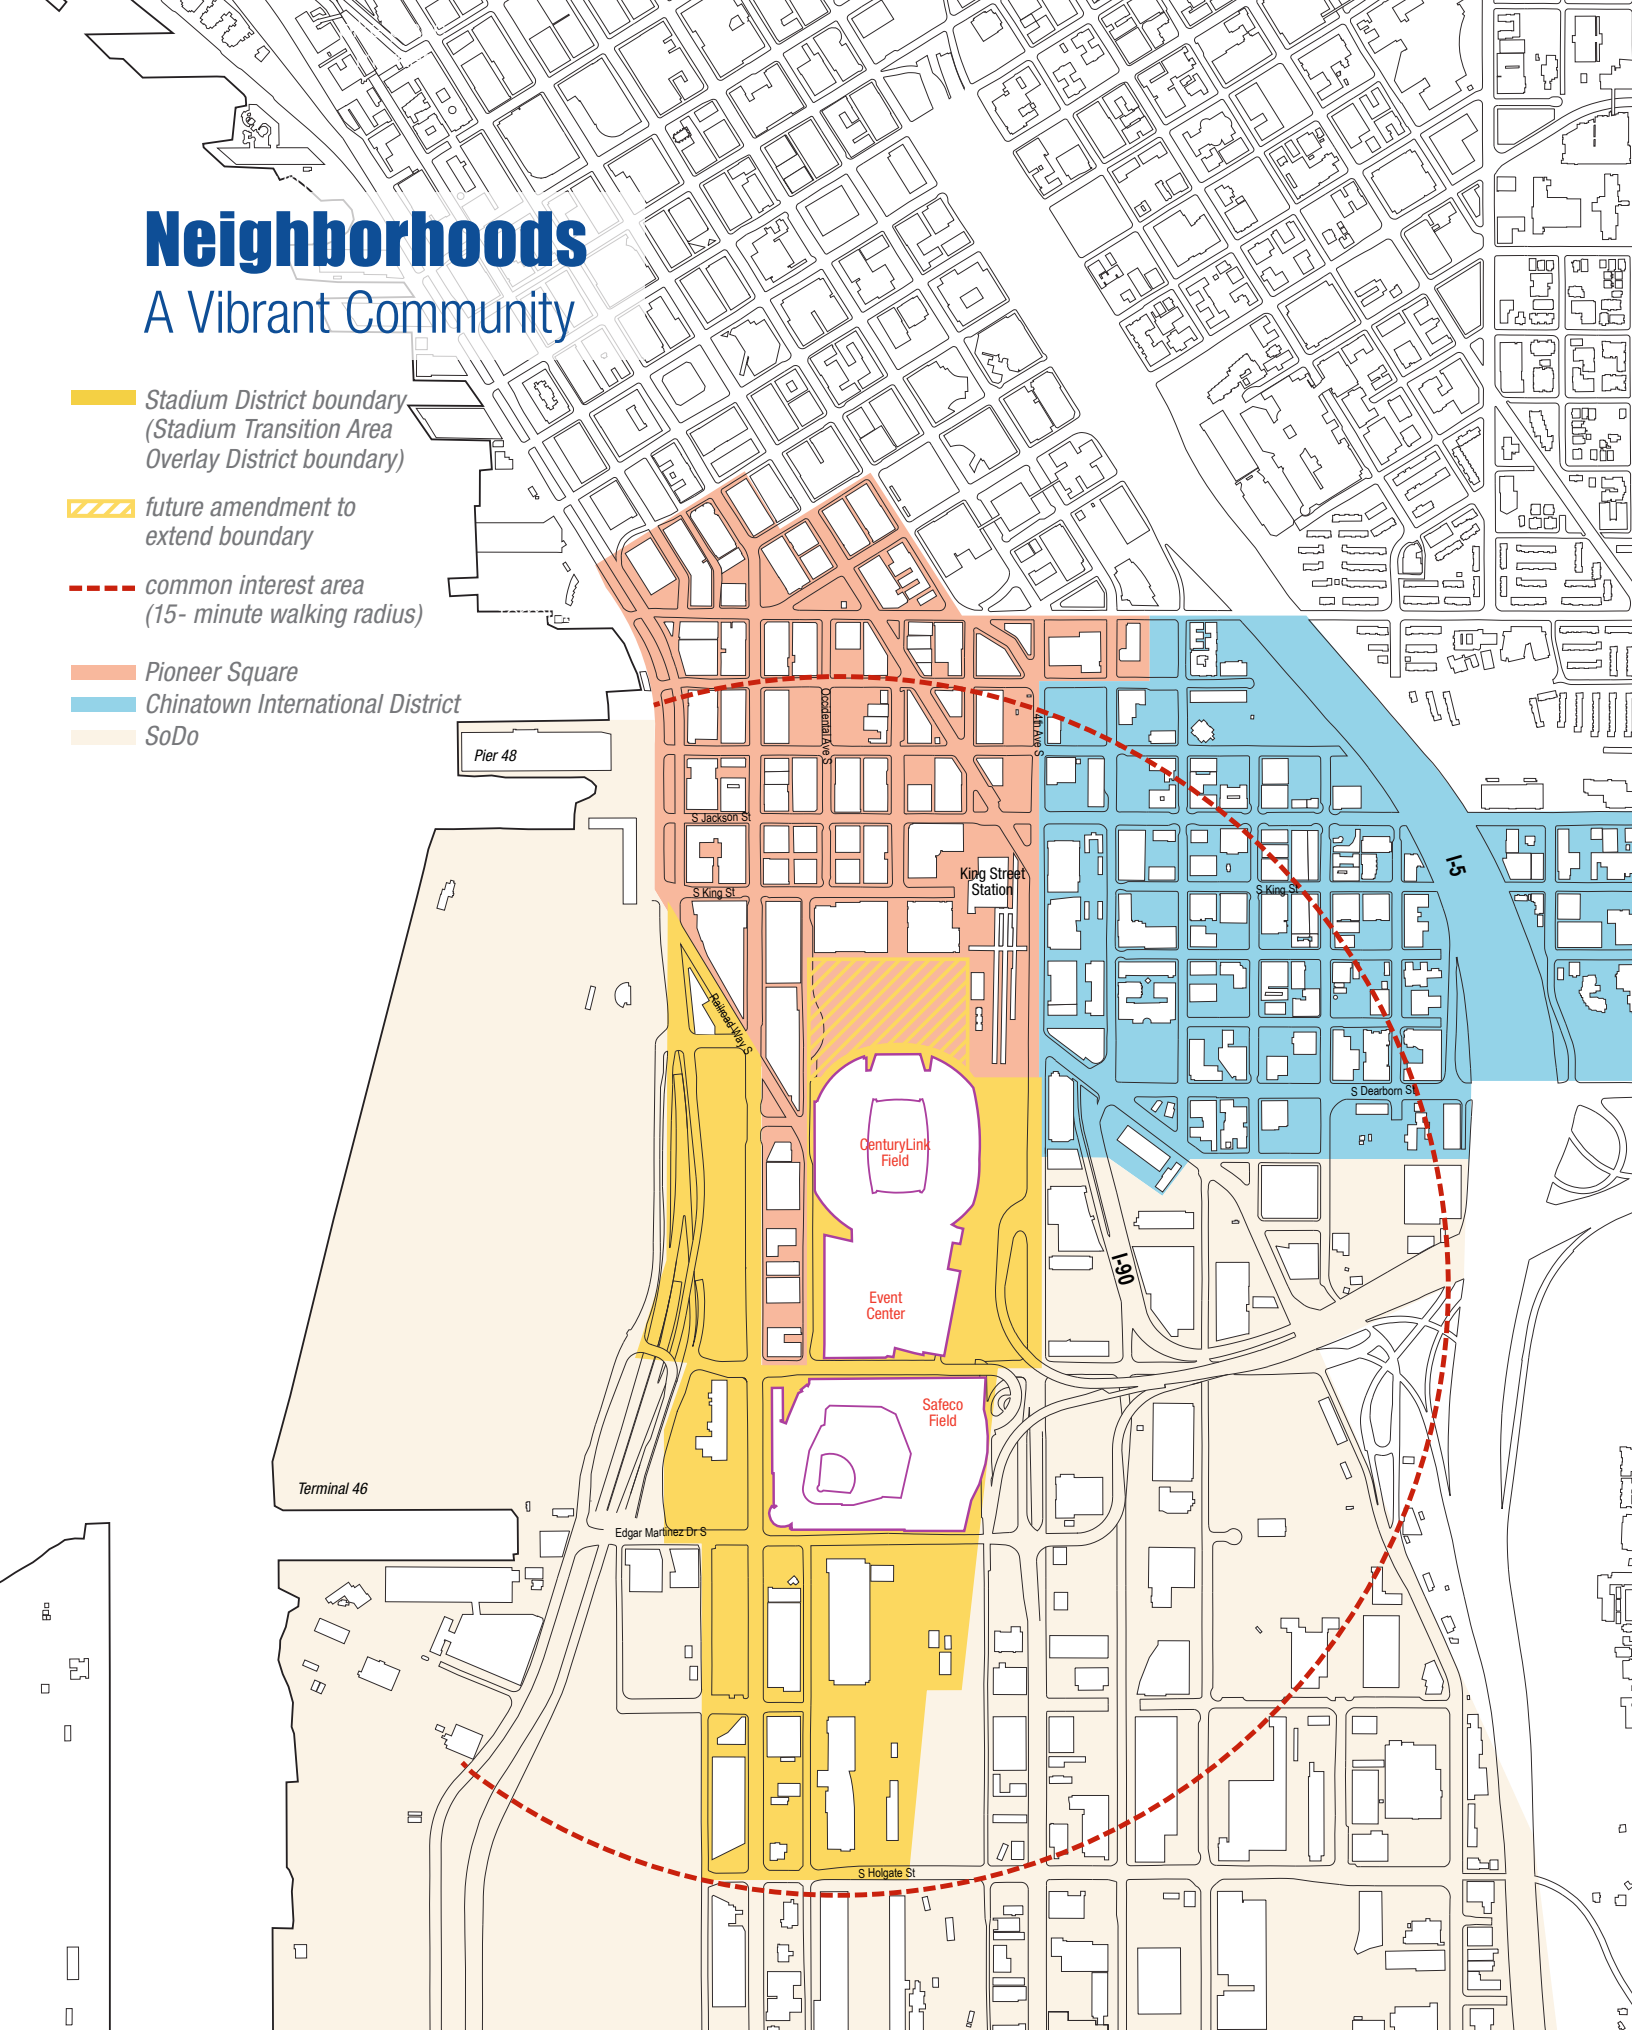 Neighborhoods
A Vibrant Community
Stadium District boundary
(Stadium Transition Area
Overlay District boundary)
future amendment to
extend boundary
common interest area
(15- minute walking radius)
Pioneer Square
Chinatown International District
SoDo
Pier 48
Occidental Ave S
4th Ave S
S Jackson St
King Street
Station
S King St
S King St
I-5
Railroad Way S
S Dearborn St
CenturyLink
Field
I-90
Event
Center
Safeco
Field
Terminal 46
Edgar Martinez Dr S
S Holgate St